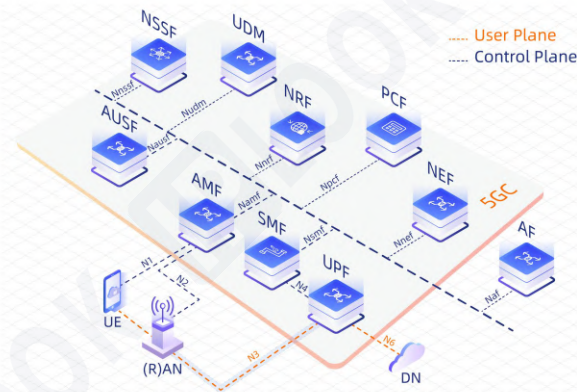 NSSF
UDM
User Plane
Control Plane
Nnssf
Nudm
NRF
PCF
AUSF
Nausf
Nnrf
Npcf
NEF
AMF
Namf
5GC
SMF
Nsmf
Nnef
AF
UPF
N1
N2
N4
Naf
UE
(R)AN
N3
N6
DN